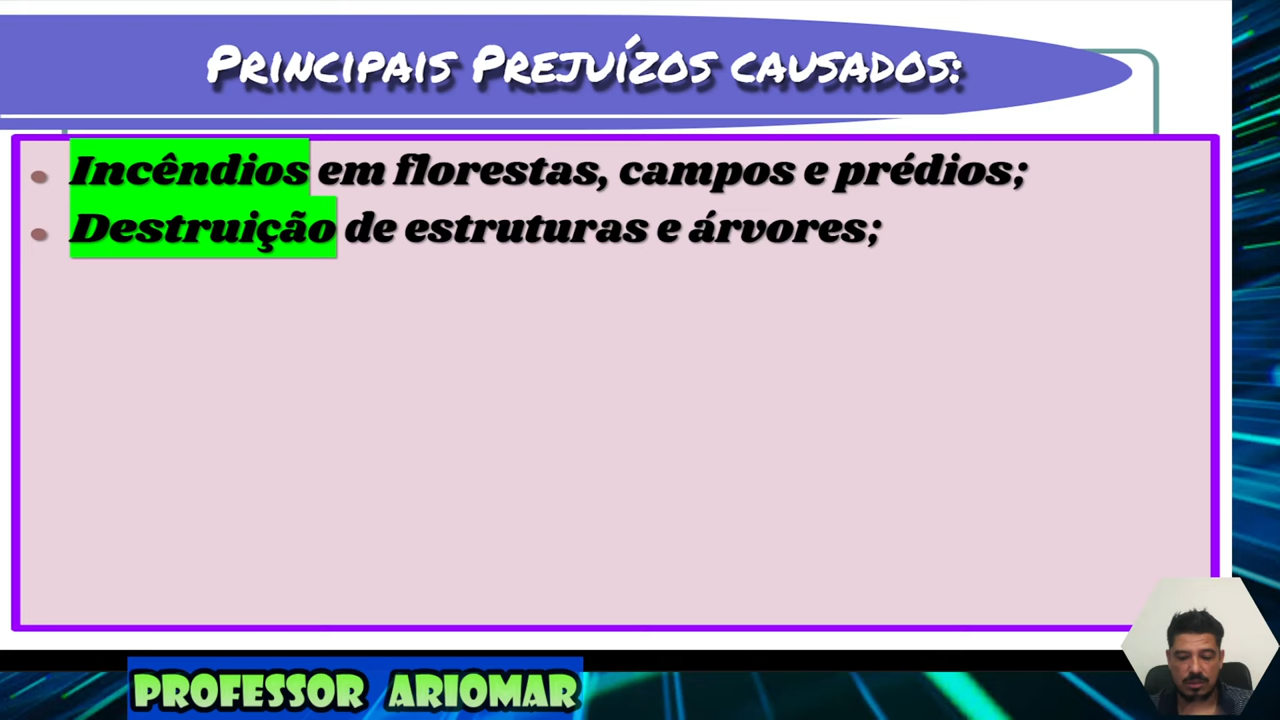 Principais Prejuízos causados:
• Incêndios em florestas, campos e prédios;
• Destruição de estruturas e árvores;
PROFESSOR ARIOMAR